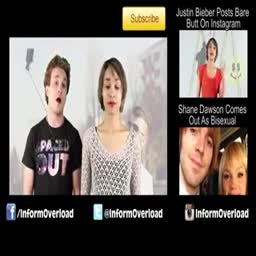 Subscribe
Justin Bieber Posts Bare
Butt On Instagram
$$
SPACED
OUT
Shane Dawson Comes
Out As Bisexual
f /InformOverload
@InformOverload
/InformOverload